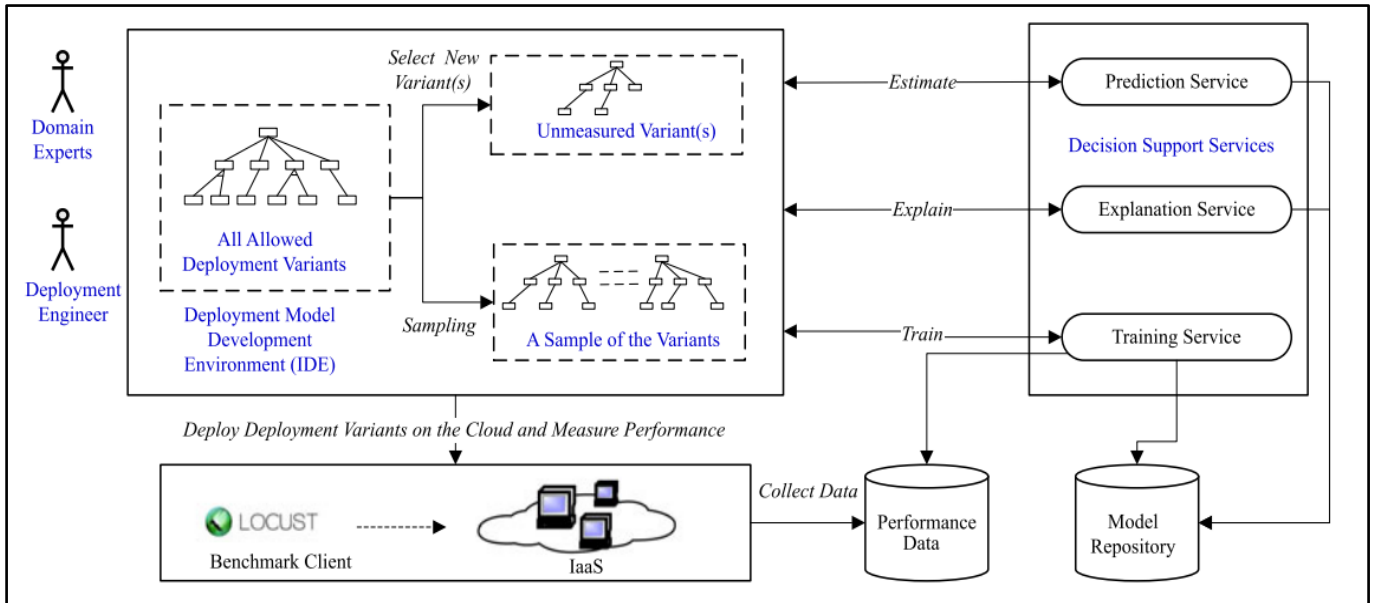 Domain
Experts
Deployment
Engineer
Select New
Variant(s)
All Allowed
Deployment Variants
Deployment Model
Development
Environment (IDE)
Unmeasured Variant(s)
Sampling
A Sample of the Variants
Estimate
Explain
Train
Prediction Service
Decision Support Services
Explanation Service
Training Service
Deploy Deployment Variants on the Cloud and Measure Performance
LOCUST
Benchmark Client
IaaS
Collect Data
Performance
Data
Model
Repository